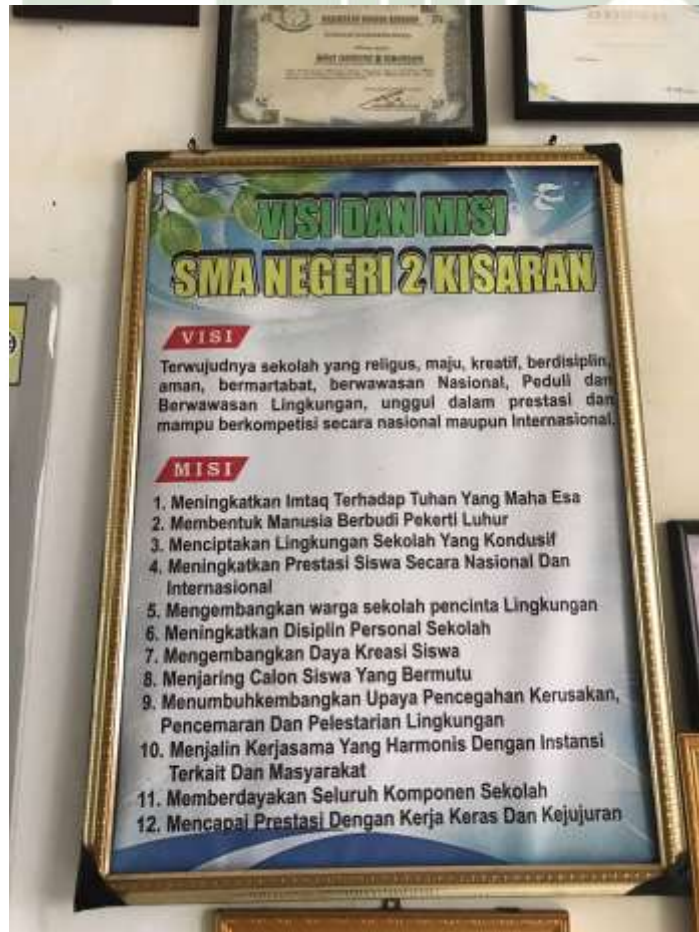 VISI DAN MISI
SMA NEGERI 2 KISARAN
VISI
Terwujudnya sekolah yang religus, maju, kreatif, berdisiplin,
aman, bermartabat, berwawasan Nasional, Peduli dan
Berwawasan Lingkungan, unggul dalam prestasi dan
mampu berkompetisi secara nasional maupun Internasional.
MISI
1. Meningkatkan Imtaq Terhadap Tuhan Yang Maha Esa
2. Membentuk Manusia Berbudi Pekerti Luhur
3. Menciptakan Lingkungan Sekolah Yang Kondusif
4. Meningkatkan Prestasi Siswa Secara Nasional Dan
Internasional
5. Mengembangkan warga sekolah pencinta Lingkungan
6. Meningkatkan Disiplin Personal Sekolah
7. Mengembangkan Daya Kreasi Siswa
8. Menjaring Calon Siswa Yang Bermutu
9. Menumbuhkembangkan Upaya Pencegahan Kerusakan,
Pencemaran Dan Pelestarian Lingkungan
10. Menjalin Kerjasama Yang Harmonis Dengan Instansi
Terkait Dan Masyarakat
11. Memberdayakan Seluruh Komponen Sekolah
12. Mencapai Prestasi Dengan Kerja Keras Dan Kejujuran